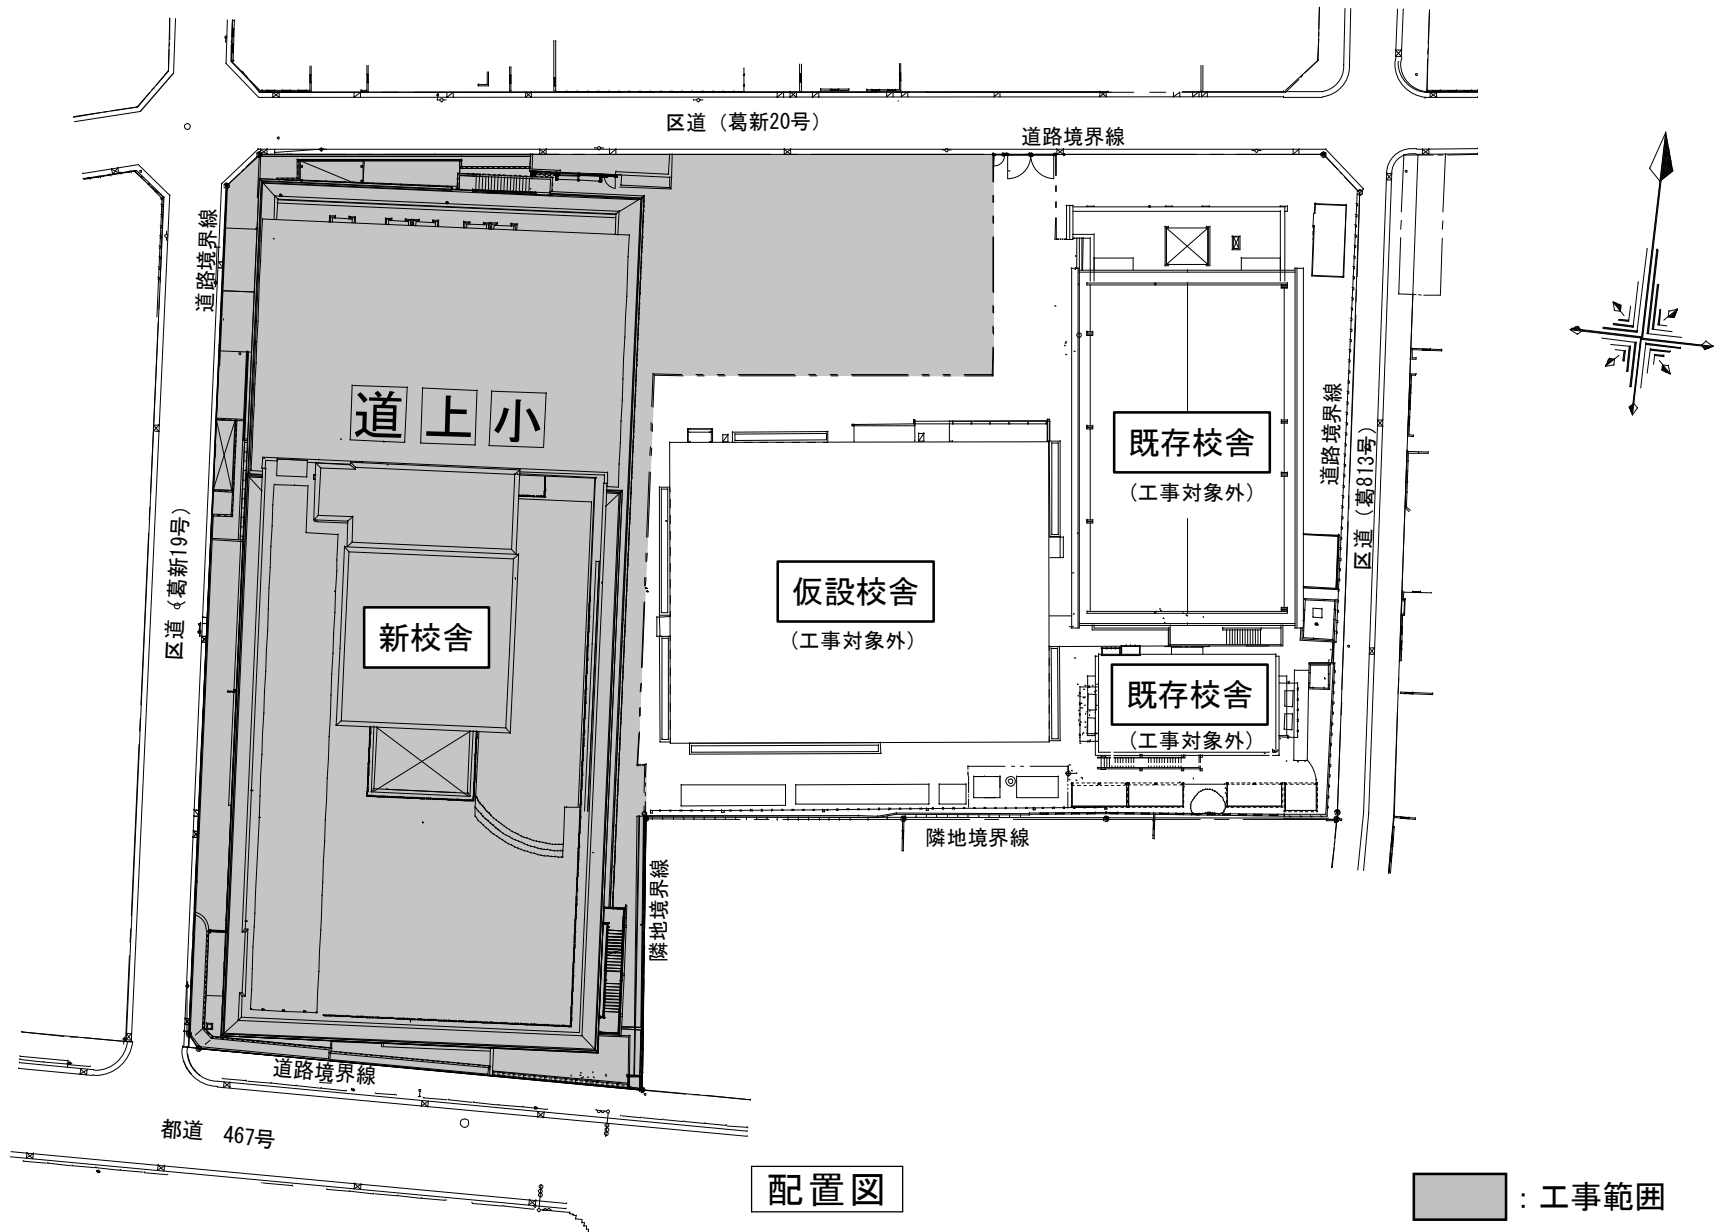 区道（葛新20号）
道路境界線
道路境界線
道上小
既存校舎
（工事対象外）
道路境界線
区道（葛813号）
区道（葛新19号）
新校舎
仮設校舎
（工事対象外）
既存校舎
（工事対象外）
隣地境界線
隣地境界線
道路境界線
都道　467号
配置図
：工事範囲